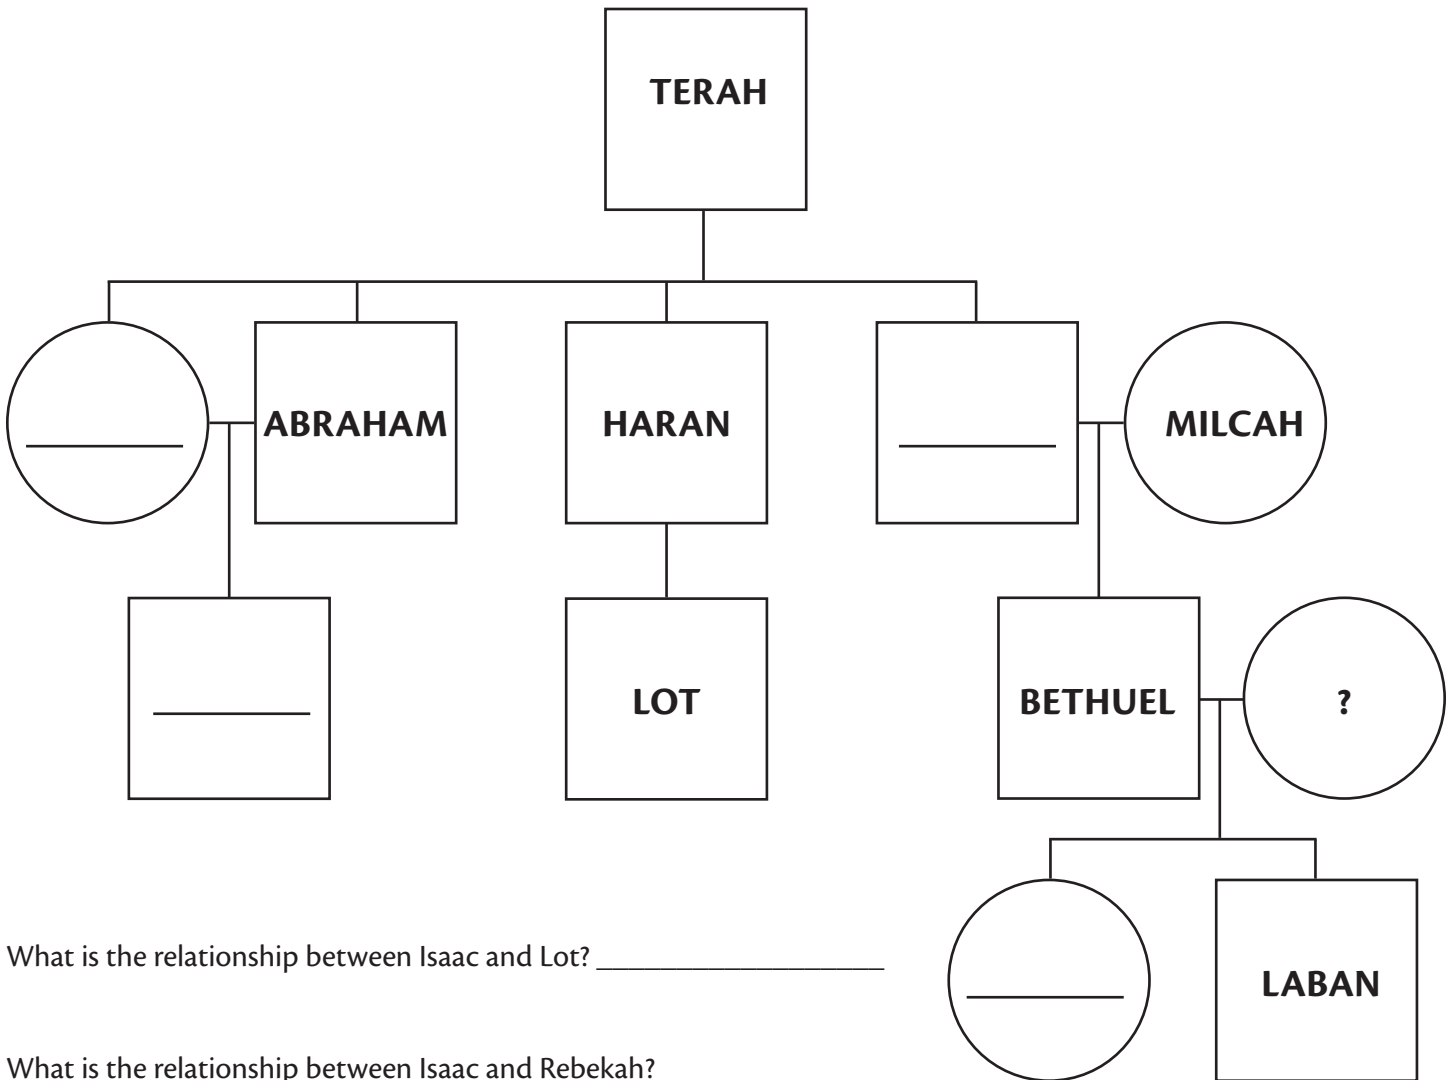 TERAH
ABRAHAM
HARAN
MILCAH
LOT
BETHUEL
?
What is the relationship between Isaac and Lot? __________________
LABAN
What is the relationship between Isaac and Rebekah?